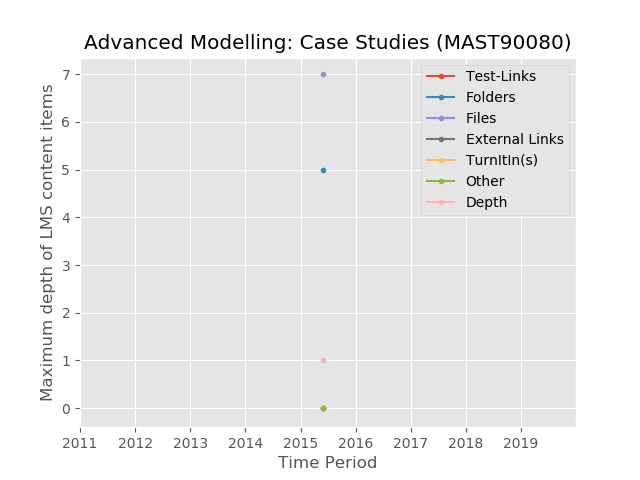 Advanced Modelling: Case Studies (MAST90080)
Maximum depth of LMS content items
7
6
5
4
3
2
1
0
Test-Links
Folders
Files
External Links
TurnItIn(s)
Other
Depth
2011 2012 2013 2014 2015 2016 2017 2018 2019
Time Period